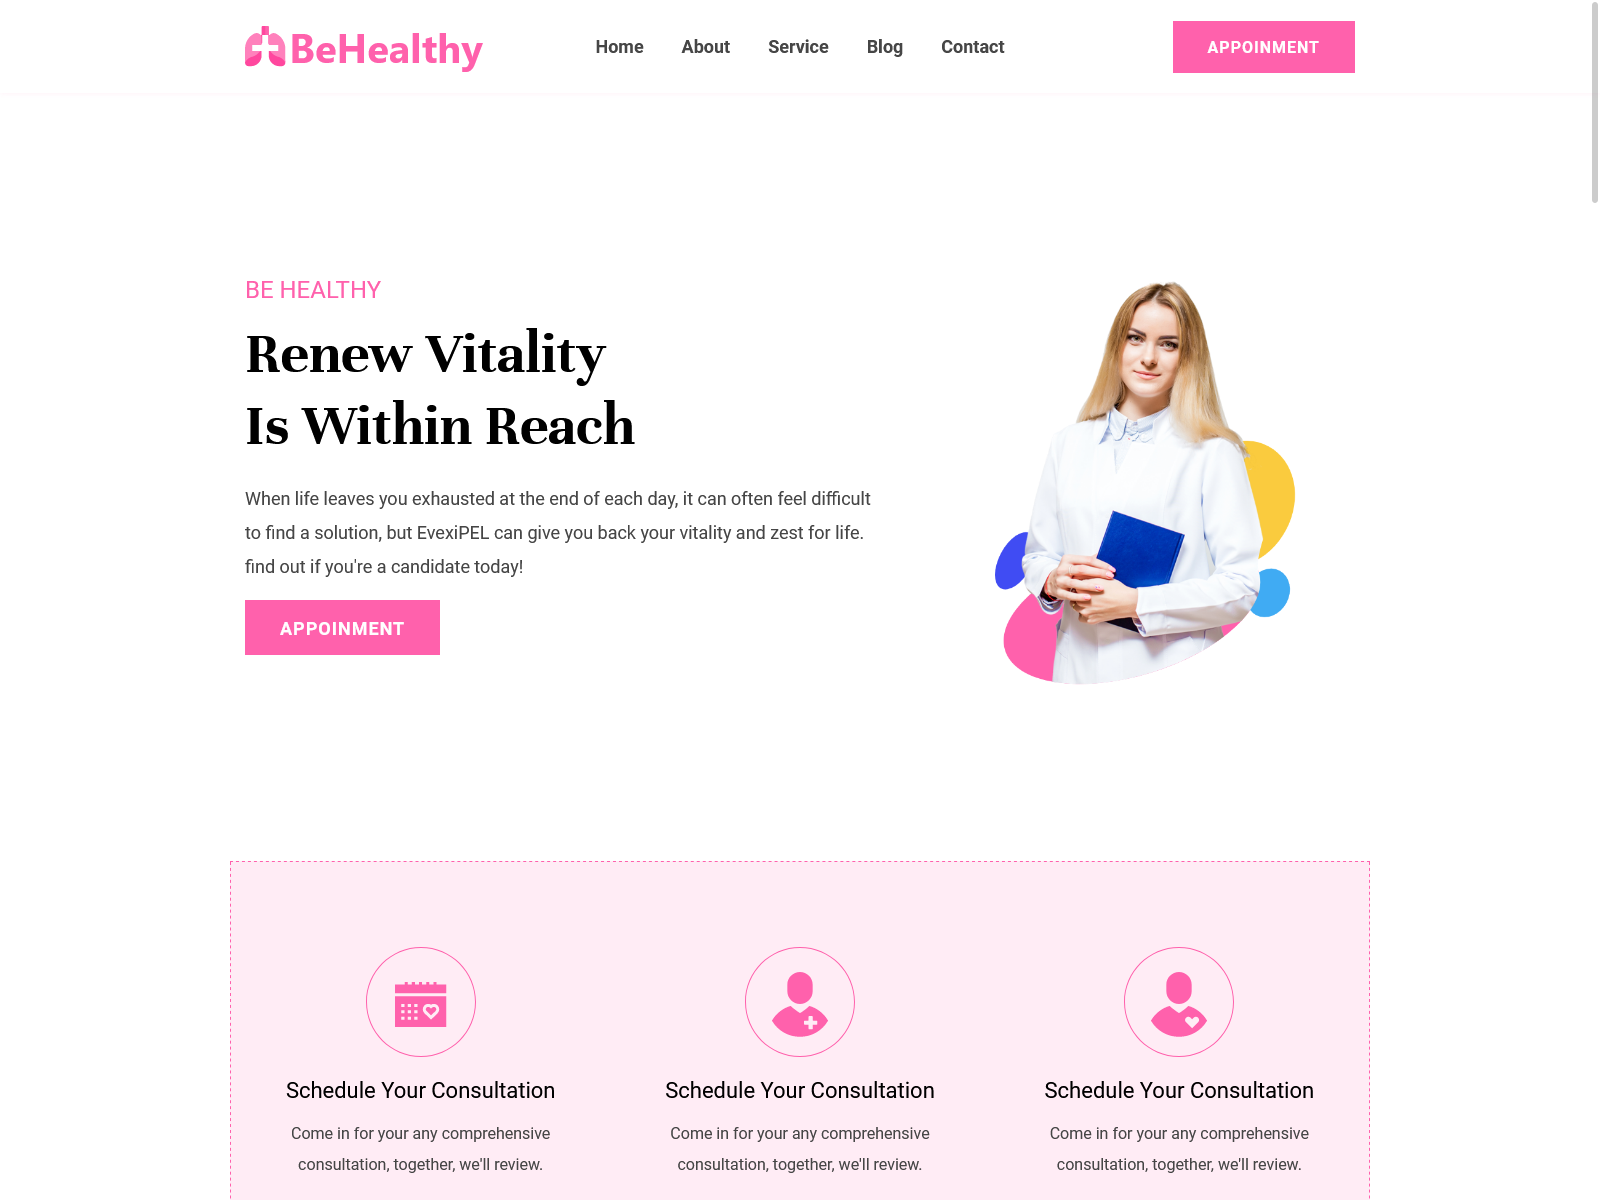 BeHealthy
Home
About
Service
Blog
Contact
APPOINMENT
BE HEALTHY
Renew Vitality
Is Within Reach
When life leaves you exhausted at the end of each day, it can often feel difficult
to find a solution, but EvexiPEL can give you back your vitality and zest for life.
find out if you're a candidate today!
APPOINMENT
Schedule Your Consultation
Come in for your any comprehensive
consultation, together, we'll review.
Schedule Your Consultation
Come in for your any comprehensive
consultation, together, we'll review.
Schedule Your Consultation
Come in for your any comprehensive
consultation, together, we'll review.